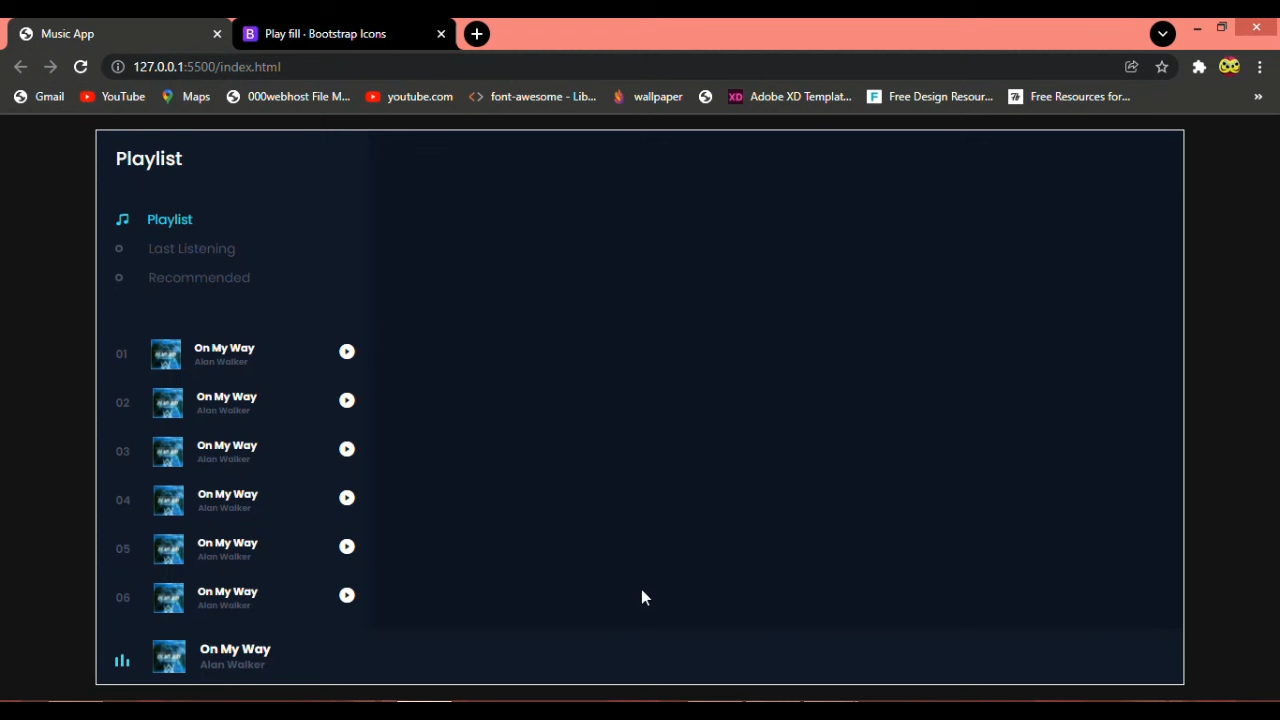 Music App
Play fill · Bootstrap Icons
127.0.0.1:5500/index.html
Gmail
YouTube
Maps
000webhost File M...
youtube.com
font-awesome - Lib...
wallpaper
Adobe XD Templat...
Free Design Resour...
Free Resources for...
Playlist
Playlist
Last Listening
Recommended
01
On My Way
Alan Walker
02
On My Way
Alan Walker
03
On My Way
Alan Walker
04
On My Way
Alan Walker
05
On My Way
Alan Walker
06
On My Way
Alan Walker
On My Way
Alan Walker